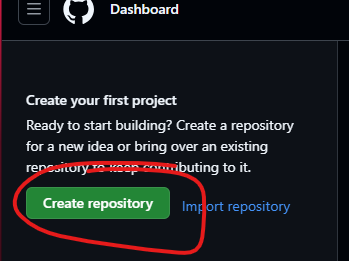 Dashboard
Create your first project
Ready to start building? Create a repository
for a new idea or bring over an existing
repository to keep contributing to it.
Create repository
Import repository